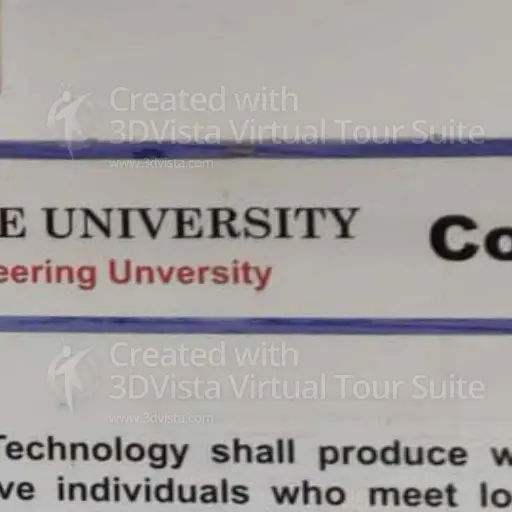 Created with
3DVista Virtual Tour Suite
www.3dvista.com
E UNIVERSITY
Co
eering Unversity
Created with
3DVista Virtual Tour Suite
www.3dvista.com
Technology shall produce w
ve individuals who meet lo